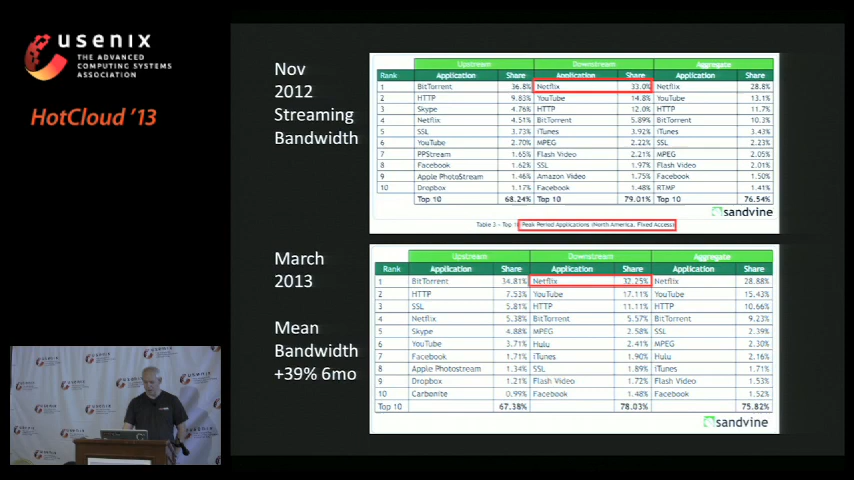 usenix
THE ADVANCED
COMPUTING SYSTEMS
ASSOCIATION
HotCloud '13
Nov
2012
Streaming
Bandwidth
Upstream Downstream Aggregate
Rank Application Share Application Share Application Share
1 BitTorrent 36.8% Netflix 33.0% Netflix 28.8%
2 HTTP 9.83% YouTube 14.8% YouTube 13.1%
3 Skype 4.76% HTTP 12.0% HTTP 11.7%
4 Netflix 4.51% BitTorrent 5.89% BitTorrent 10.3%
5 SSL 3.73% iTunes 3.92% iTunes 3.43%
6 YouTube 2.70% MPEG 2.22% SSL 2.23%
7 PPStream 1.65% Flash Video 2.21% MPEG 2.05%
8 Facebook 1.62% SSL 1.97% Flash Video 2.01%
9 Apple PhotoStream 1.46% Amazon Video 1.75% Facebook 1.50%
10 Dropbox 1.17% Facebook 1.48% RTMP 1.41%
Top 10 68.24% Top 10 79.01% Top 10 76.54%
sandvine
Table 3 - Top 1 Peak Period Applications (North America, Fixed Access)
March
2013
Mean
Bandwidth
+39% 6mo
Upstream Downstream Aggregate
Rank Application Share Application Share Application Share
1 BitTorrent 34.81% Netflix 32.25% Netflix 28.88%
2 HTTP 7.53% YouTube 17.11% YouTube 15.43%
3 SSL 5.81% HTTP 11.11% HTTP 10.66%
4 Netflix 5.38% BitTorrent 5.57% BitTorrent 9.23%
5 Skype 4.88% MPEG 2.58% SSL 2.39%
6 YouTube 3.71% Hulu 2.41% MPEG 2.30%
7 Facebook 1.71% iTunes 1.90% Hulu 2.16%
8 Apple Photostream 1.34% SSL 1.89% iTunes 1.71%
9 Dropbox 1.21% Flash Video 1.72% Flash Video 1.53%
10 Carbonite 0.99% Facebook 1.48% Facebook 1.52%
Top 10 67.38% 78.03% 75.82%
sandvine